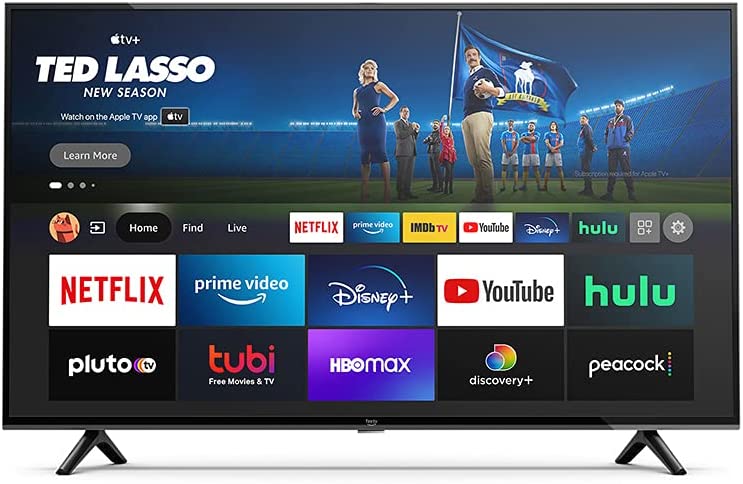 tv+
TED LASSO
NEW SEASON
Watch on the Apple TV app tv
Learn More
Subscription required for Apple TV+
Home Find Live NETFLIX prime video IMDb TV YouTube Disney+ hulu
NETFLIX prime video Disney+ YouTube hulu
pluto tv tubi HBOMAX discovery+ peacock
Free Movies & TV